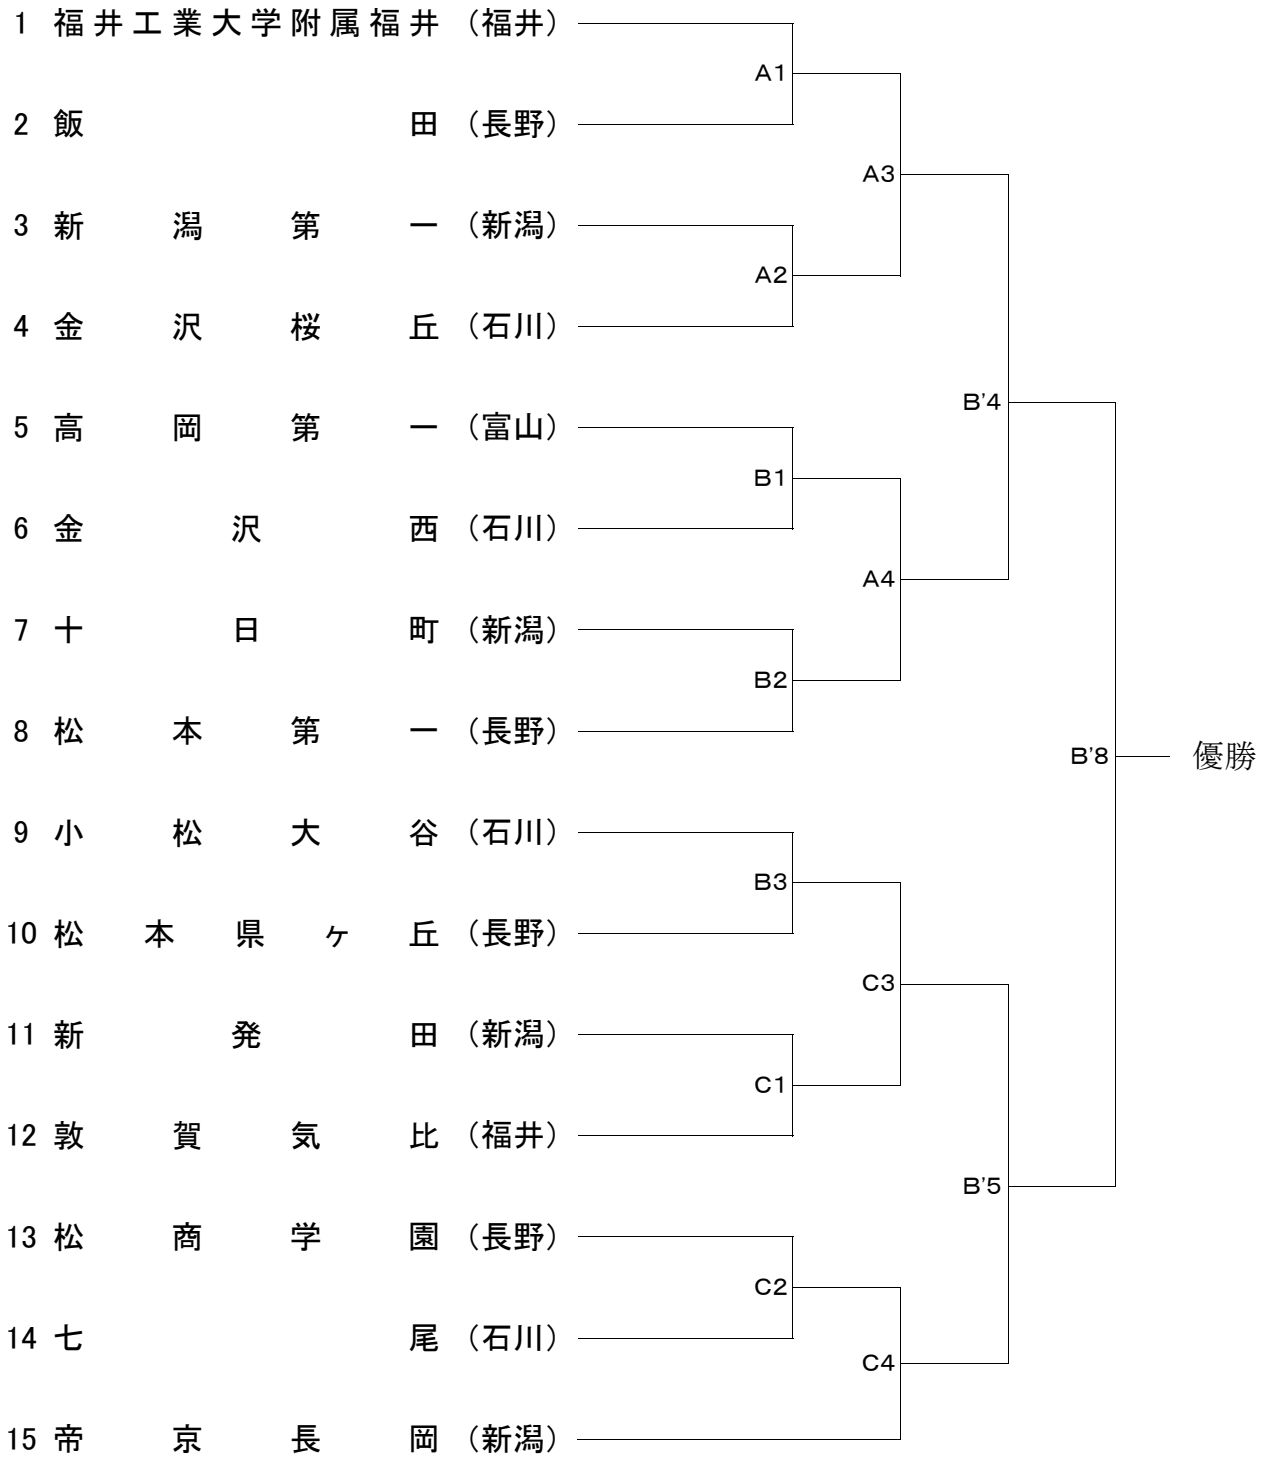 1 福井工業大学附属福井 （福井）
A1
2 飯田 （長野）
A3
3 新潟第一 （新潟）
A2
4 金沢桜丘 （石川）
B'4
5 高岡第一 （富山）
B1
6 金沢西 （石川）
A4
7 十日町 （新潟）
B2
8 松本第一 （長野）
B'8 優勝
9 小松大谷 （石川）
B3
10 松本県ヶ丘 （長野）
C3
11 新発田 （新潟）
C1
12 敦賀気比 （福井）
B'5
13 松商学園 （長野）
C2
14 七尾 （石川）
C4
15 帝京長岡 （新潟）